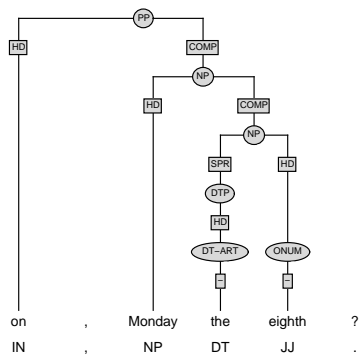 PP
HD COMP
NP
HD COMP
NP
SPR HD
DTP
HD
DT-ART ONUM
- -
on , Monday the eighth ?
IN , NP DT JJ .